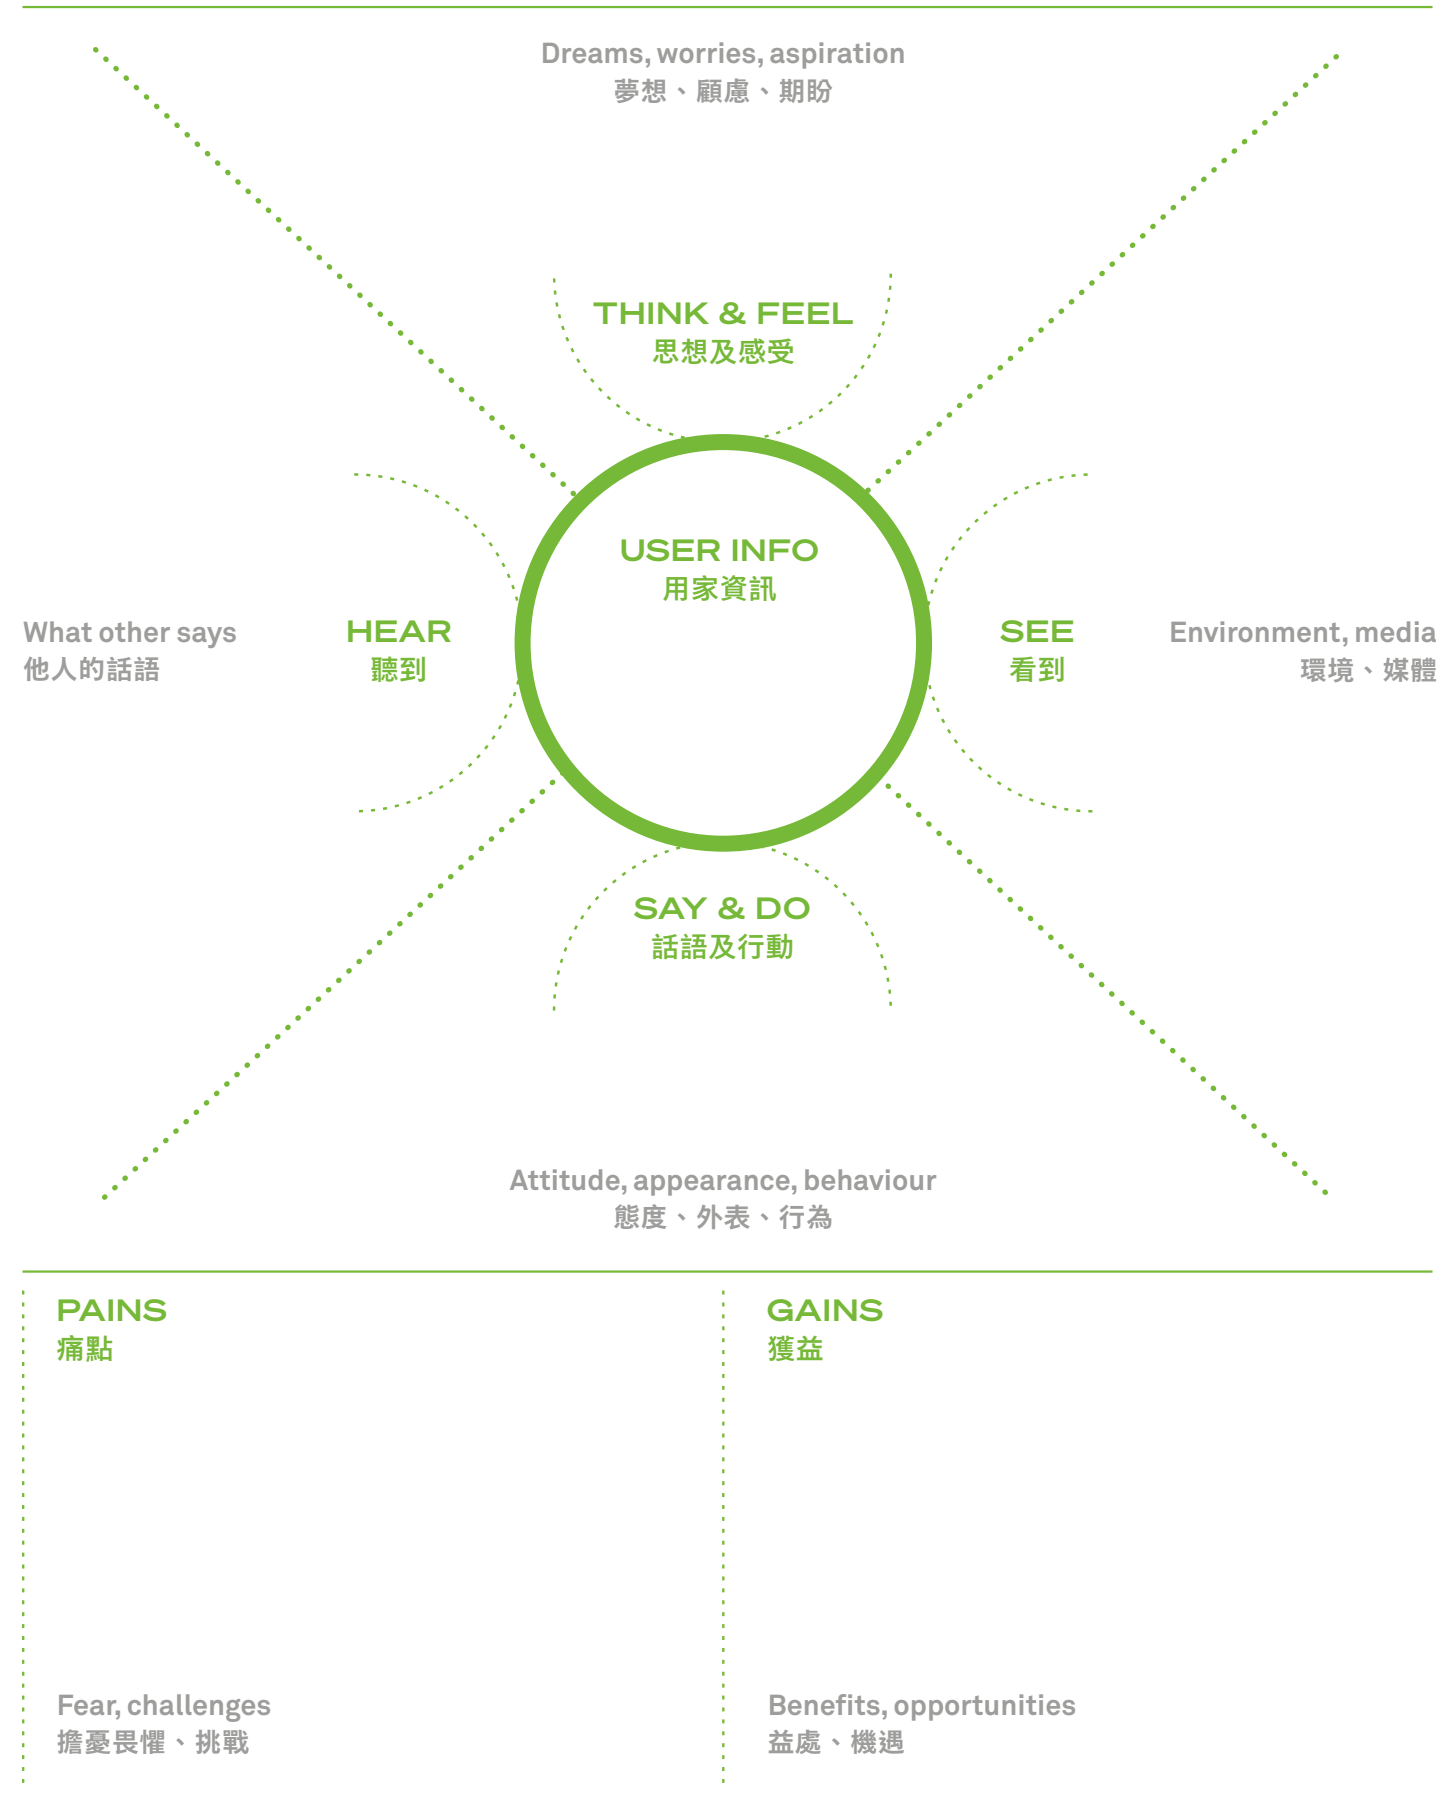 Dreams, worries, aspiration
夢想、顧慮、期盼
THINK & FEEL
思想及感受
USER INFO
用家資訊
What other says
他人的話語
HEAR
聽到
SEE
看到
Environment, media
環境、媒體
SAY & DO
話語及行動
Attitude, appearance, behaviour
態度、外表、行為
PAINS
痛點
Fear, challenges
擔憂畏懼、挑戰
GAINS
獲益
Benefits, opportunities
益處、機遇